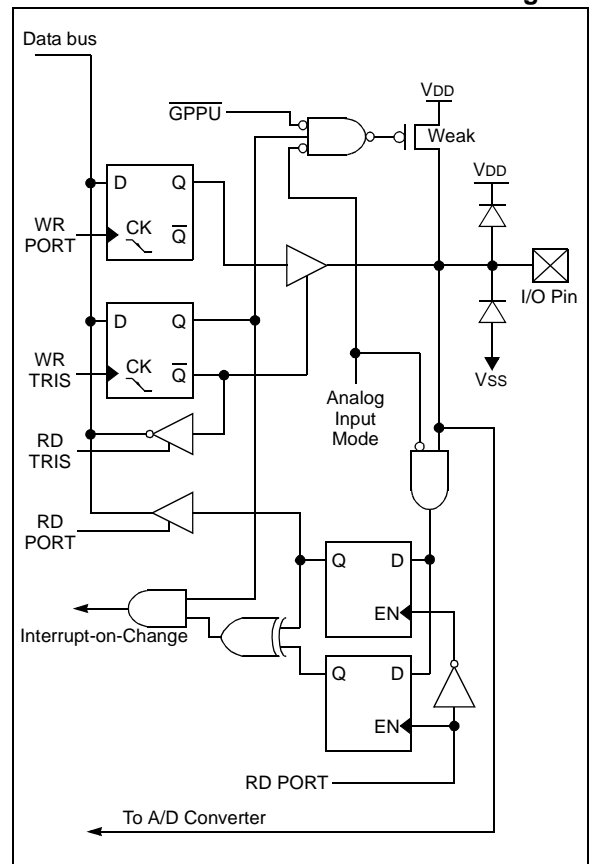 g
Data bus
GPPU
VDD
Weak
VDD
D Q
WR
PORT
CK
Q
I/O Pin
D Q
VSS
WR
TRIS
CK
Q
Analog
Input
Mode
RD
TRIS
RD
PORT
Q D
EN
Interrupt-on-Change
Q D
EN
RD PORT
To A/D Converter